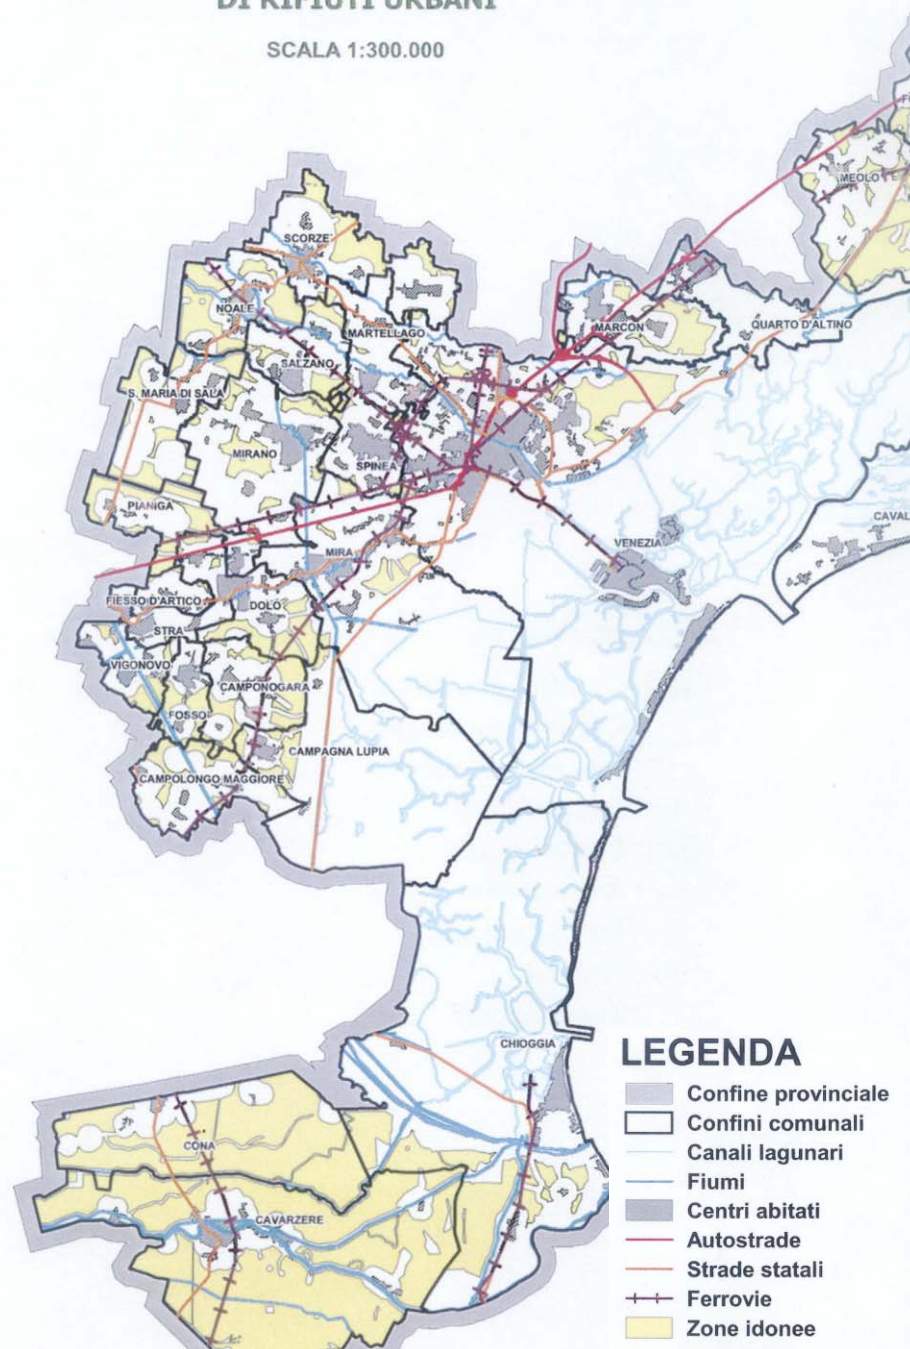 DI RIFIUTI URBANI
SCALA 1:300.000
MEOLO
SCORZE'
NOALE
MARTELLAGO
MARCON
QUARTO D'ALTINO
SALZANO
S. MARIA DI SALA
MIRANO
SPINEA
PIANIGA
CAVAL
VENEZIA
MIRA
FIESSO D'ARTICO
DOLO
STRA'
VIGONOVO
CAMPONOGARA
FOSSO'
CAMPAGNA LUPIA
CAMPOLONGO MAGGIORE
CHIOGGIA
CONA
CAVARZERE
LEGENDA
Confine provinciale
Confini comunali
Canali lagunari
Fiumi
Centri abitati
Autostrade
Strade statali
Ferrovie
Zone idonee